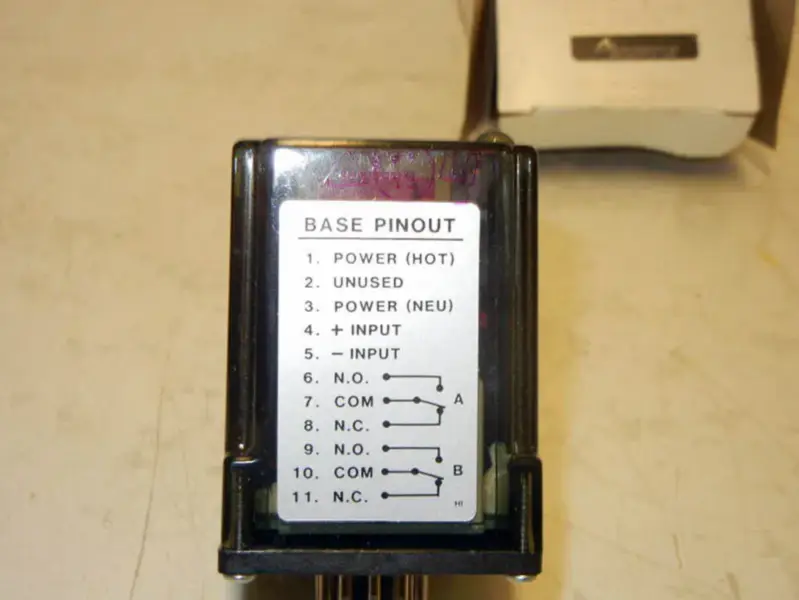 BASE PINOUT
1. POWER (HOT)
2. UNUSED
3. POWER (NEU)
4. + INPUT
5. − INPUT
6. N.O.
7. COM A
8. N.C.
9. N.O.
10. COM B
11. N.C.
HI